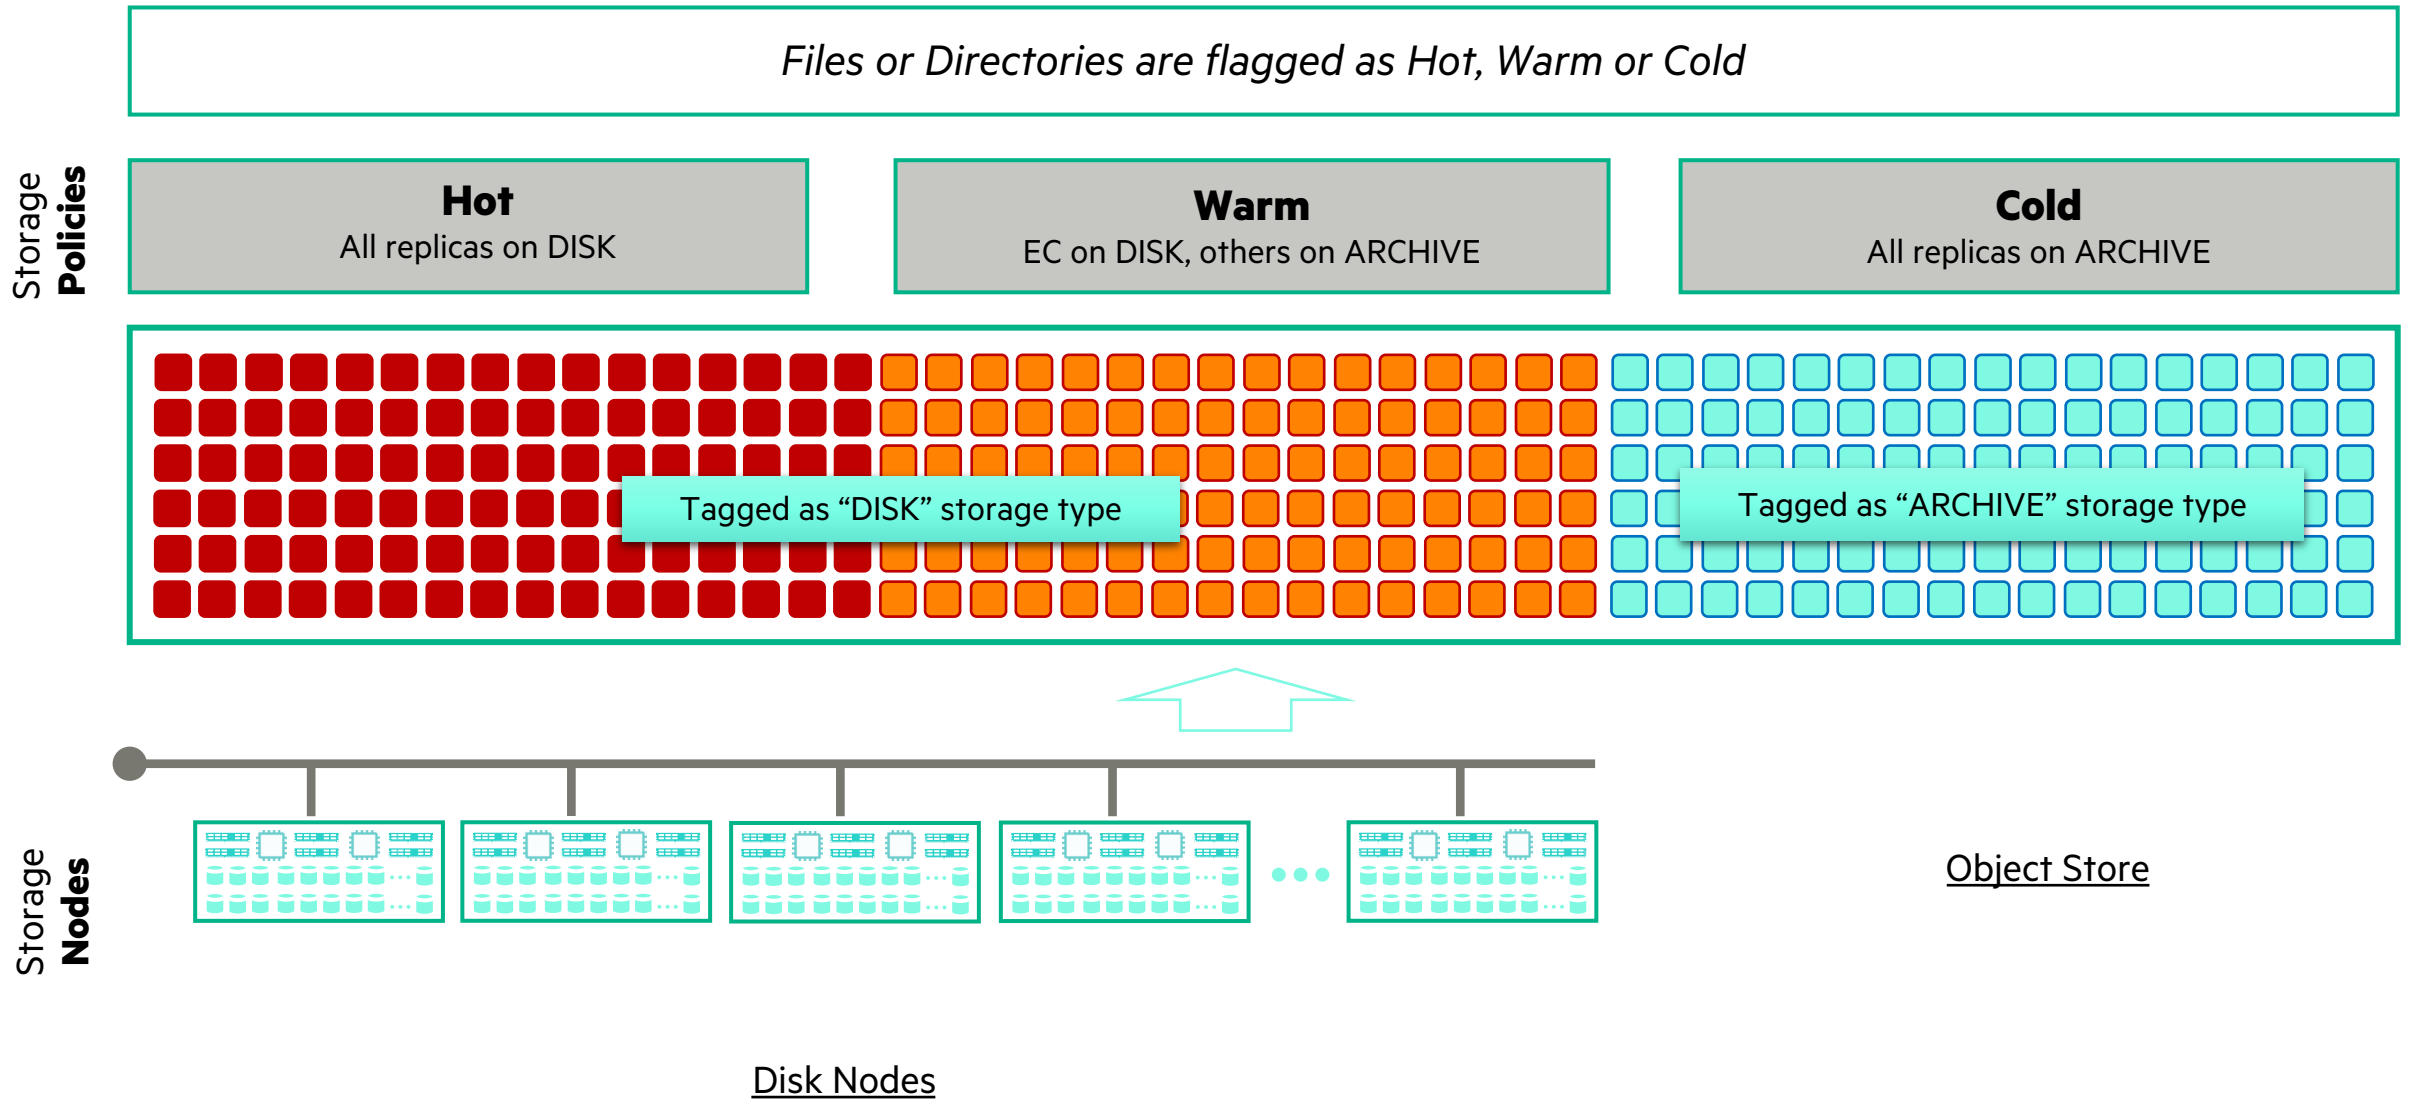 Files or Directories are flagged as Hot, Warm or Cold
Storage
Policies
Hot
All replicas on DISK
Warm
EC on DISK, others on ARCHIVE
Cold
All replicas on ARCHIVE
Tagged as “DISK” storage type
Tagged as “ARCHIVE” storage type
Storage
Nodes
Object Store
Disk Nodes